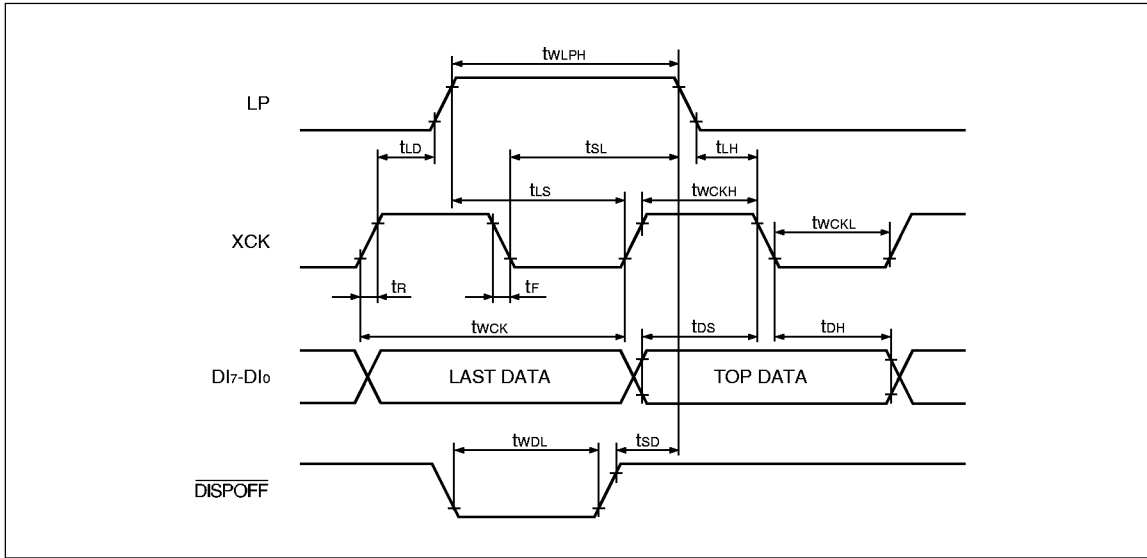 tWLPH
LP
tLD
tSL
tLH
tLS
tWCKH
XCK
tWCKL
tR
tF
tWCK
tDS
tDH
DI7-DI0
LAST DATA
TOP DATA
tWDL
tSD
DISPOFF